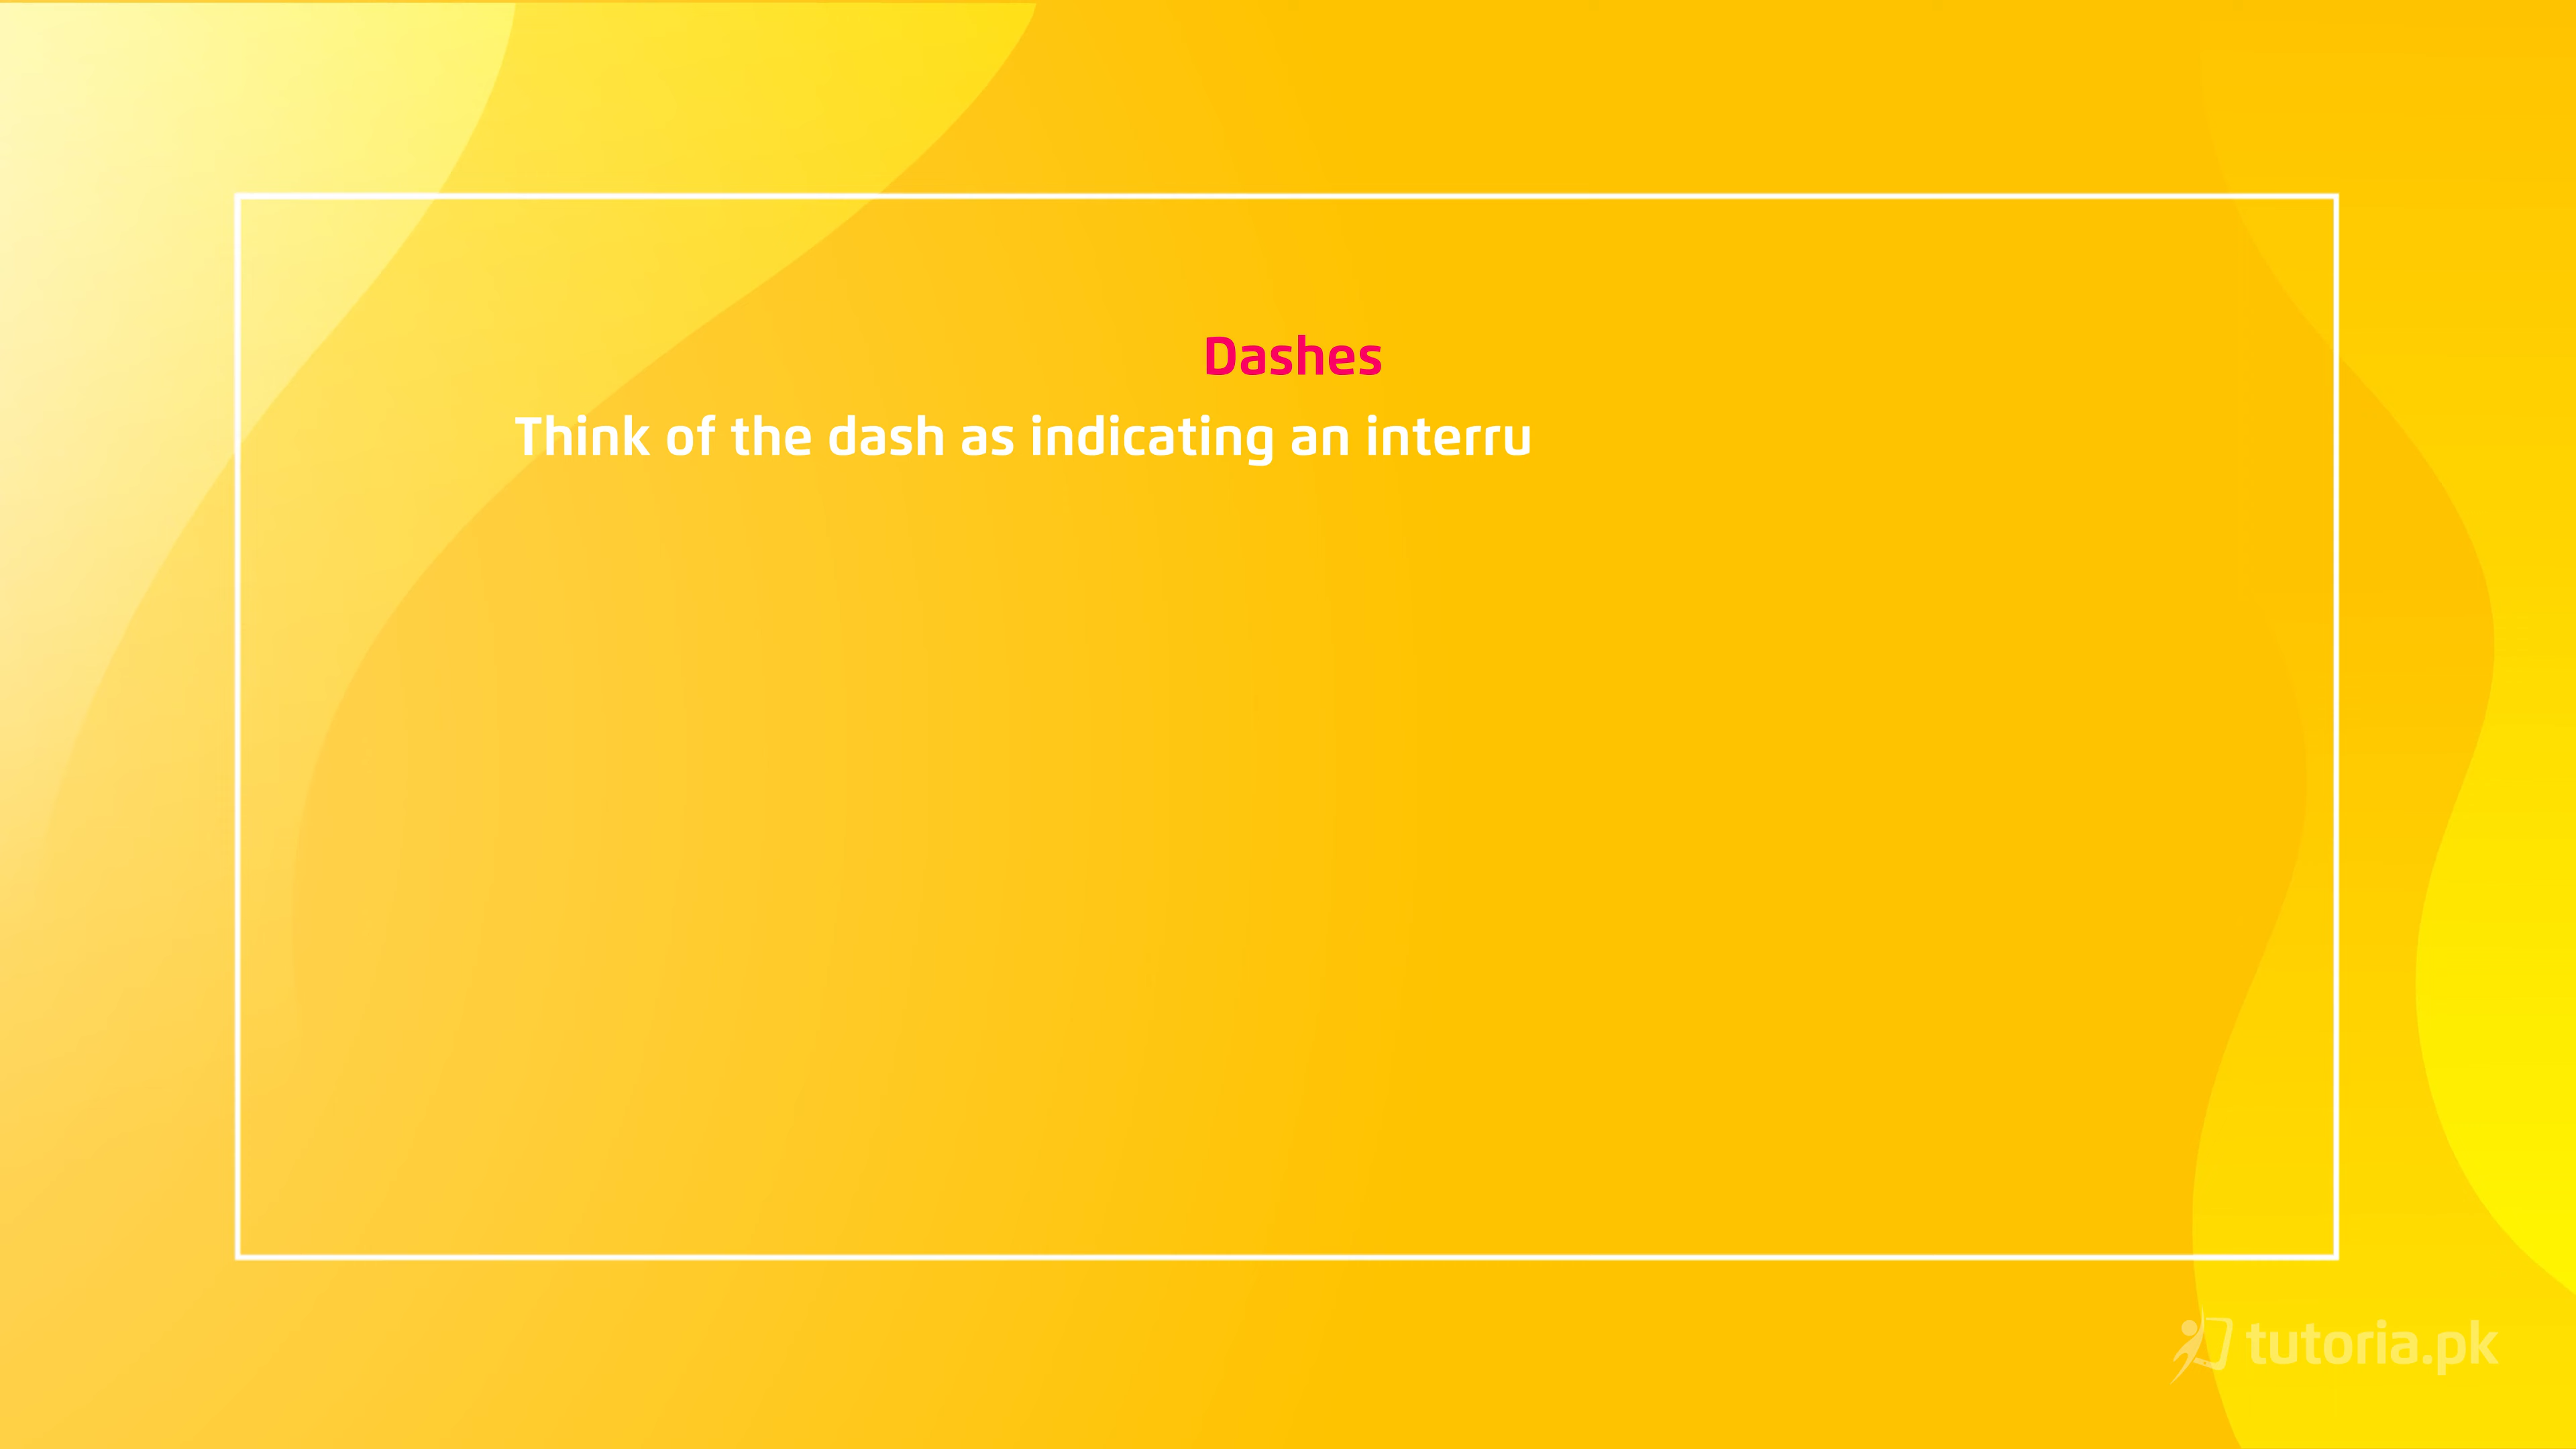 Dashes
Think of the dash as indicating an interru
tutoria.pk